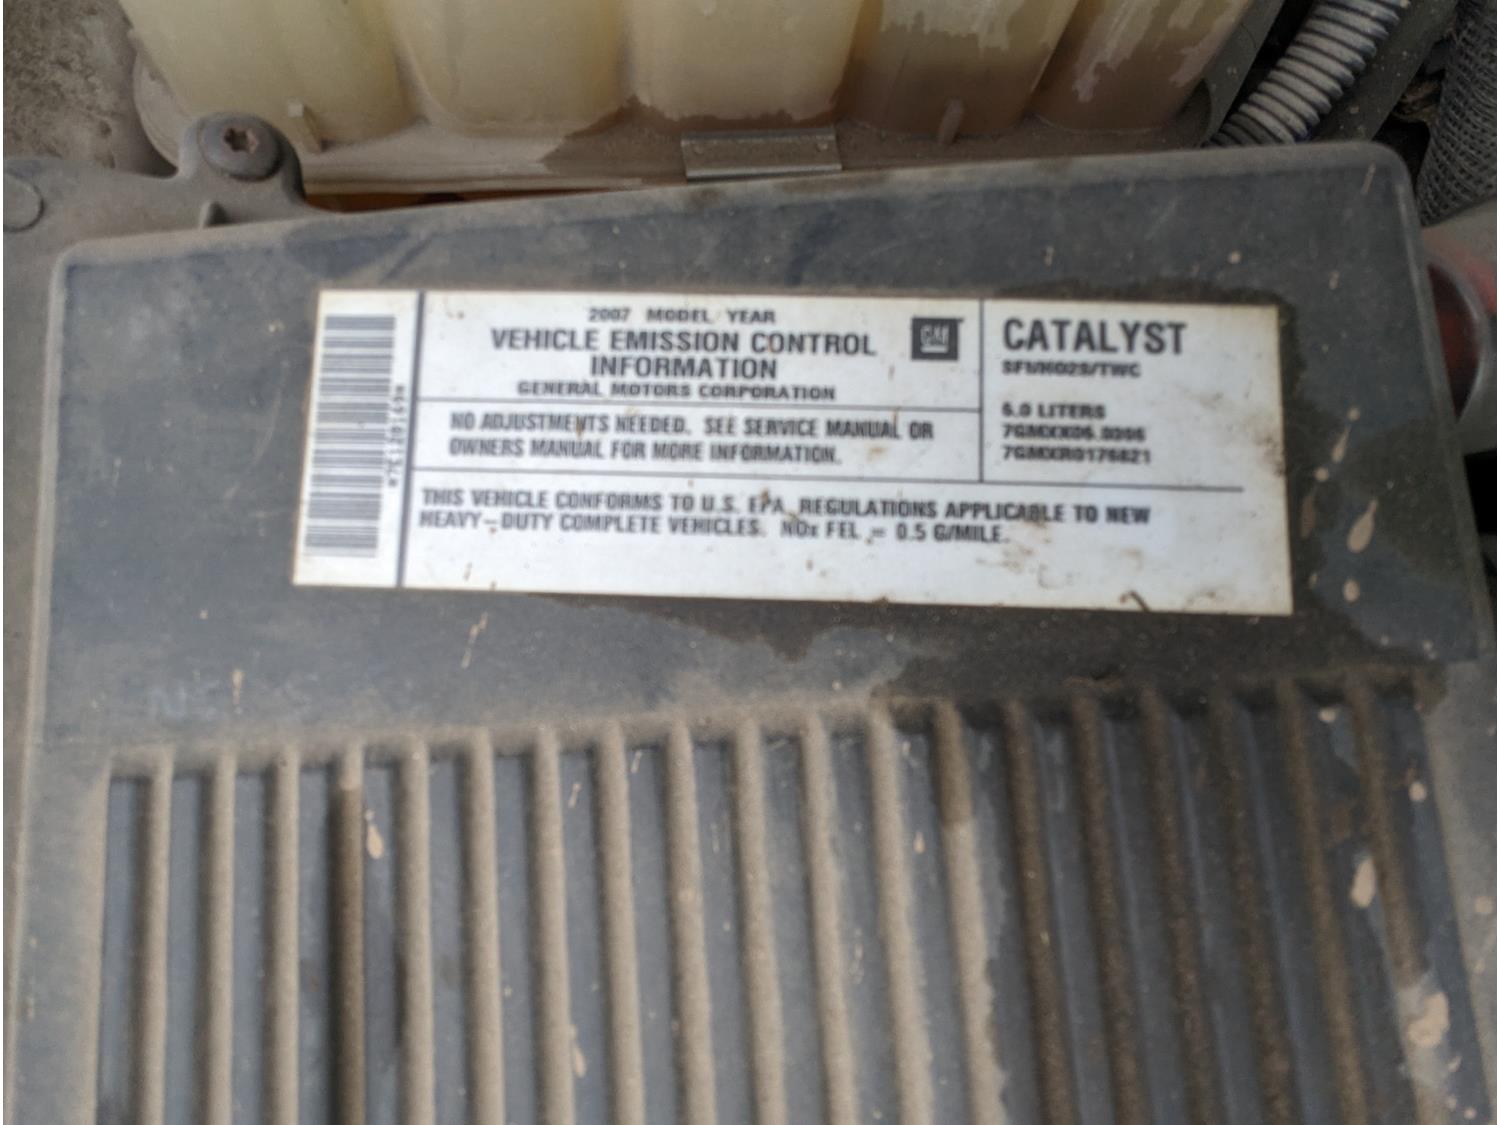 2007 MODEL YEAR
VEHICLE EMISSION CONTROL
INFORMATION
GENERAL MOTORS CORPORATION
GM
NO ADJUSTMENTS NEEDED. SEE SERVICE MANUAL OR
OWNERS MANUAL FOR MORE INFORMATION.
CATALYST
6.0 LITERS
THIS VEHICLE CONFORMS TO U.S. EPA REGULATIONS APPLICABLE TO NEW
HEAVY-DUTY COMPLETE VEHICLES. NOx FEL = 0.5 G/MILE.